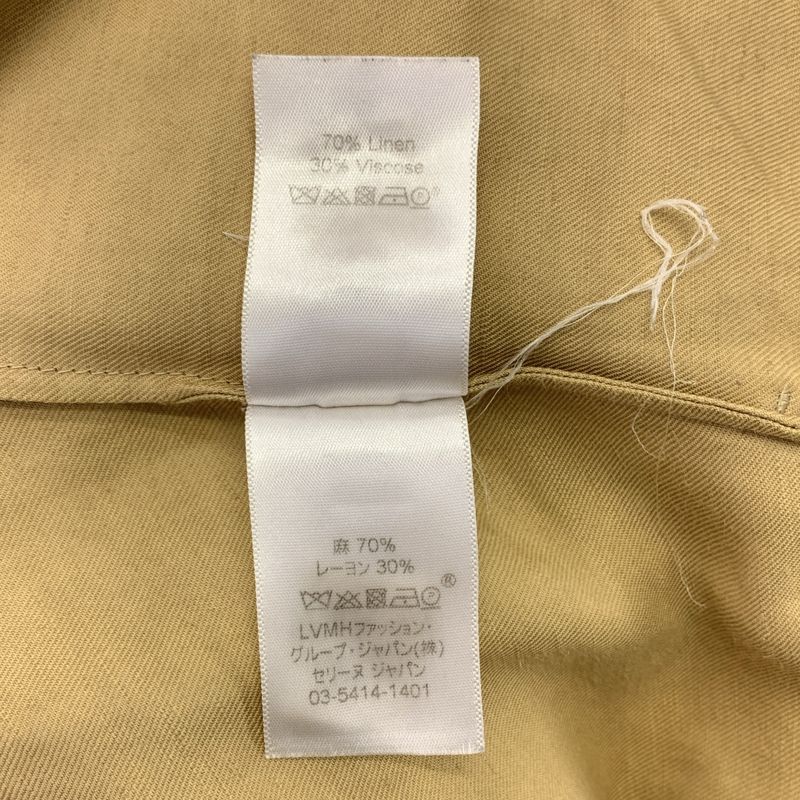 70% Linen
30% Viscose
麻 70%
レーヨン 30%
®
LVMHファッション・
グループ・ジャパン(株)
セリーヌ ジャパン
03-5414-1401